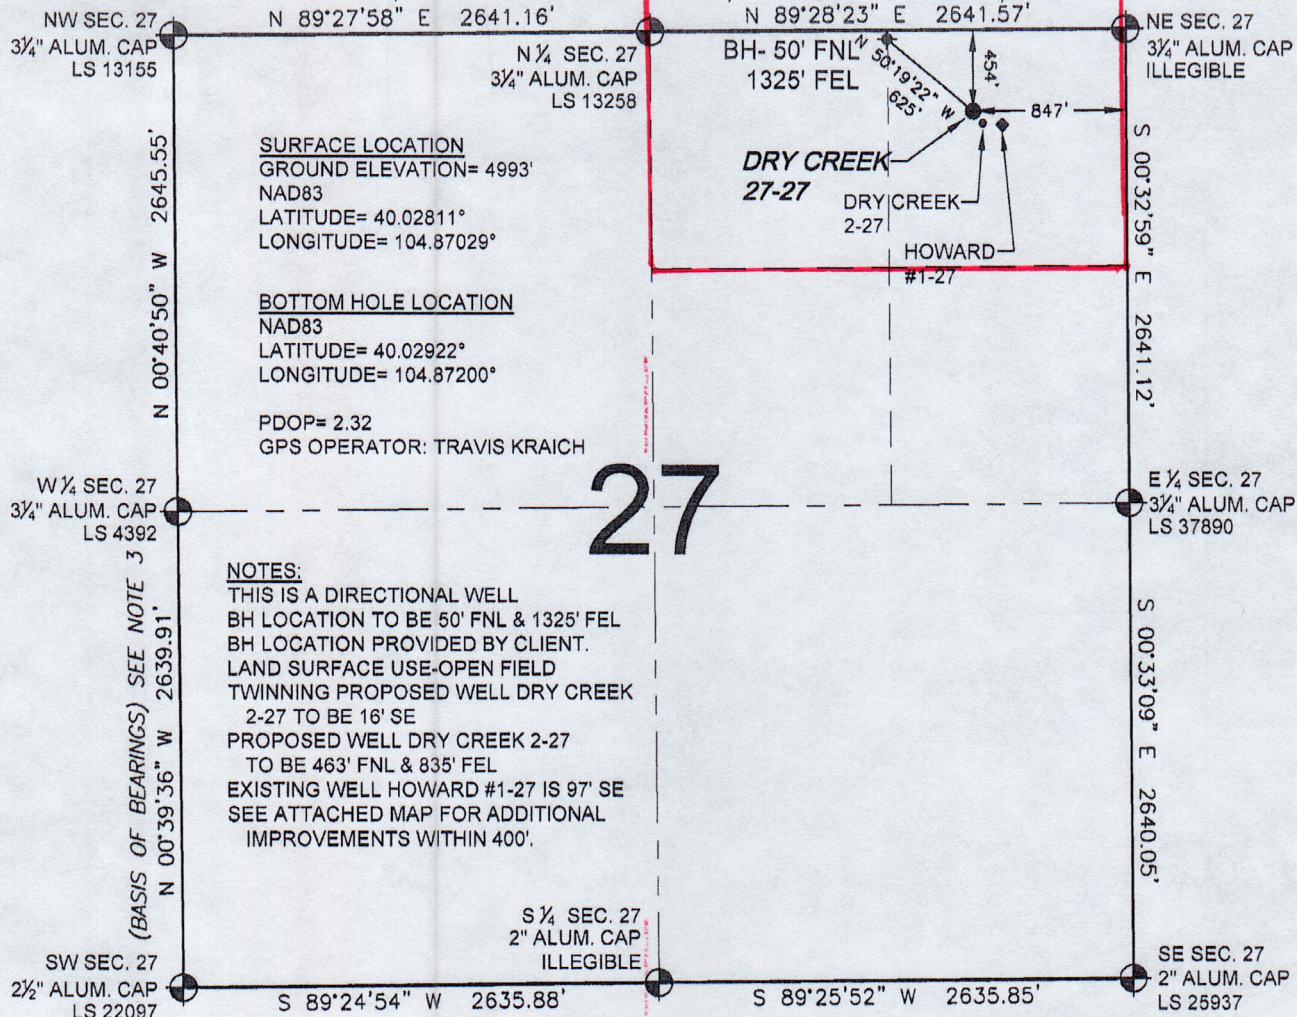 NW SEC. 27
3¼" ALUM. CAP
LS 13155
N 89°27'58" E 2641.16'
N ¼ SEC. 27
3¼" ALUM. CAP
LS 13258
N 89°28'23" E 2641.57'
NE SEC. 27
3¼" ALUM. CAP
ILLEGIBLE
BH- 50' FNL
1325' FEL
N 50°19'22" W
625'
454'
847'
DRY CREEK
27-27
DRY CREEK
2-27
HOWARD
#1-27
N 00°40'50" W 2645.55'
S 00°32'59" E 2641.12'
SURFACE LOCATION
GROUND ELEVATION= 4993'
NAD83
LATITUDE= 40.02811°
LONGITUDE= 104.87029°
BOTTOM HOLE LOCATION
NAD83
LATITUDE= 40.02922°
LONGITUDE= 104.87200°
PDOP= 2.32
GPS OPERATOR: TRAVIS KRAICH
27
W ¼ SEC. 27
3¼" ALUM. CAP
LS 4392
E ¼ SEC. 27
3¼" ALUM. CAP
LS 37890
(BASIS OF BEARINGS) SEE NOTE 3
N 00°39'36" W 2639.91'
S 00°33'09" E 2640.05'
NOTES:
THIS IS A DIRECTIONAL WELL
BH LOCATION TO BE 50' FNL & 1325' FEL
BH LOCATION PROVIDED BY CLIENT.
LAND SURFACE USE-OPEN FIELD
TWINNING PROPOSED WELL DRY CREEK
2-27 TO BE 16' SE
PROPOSED WELL DRY CREEK 2-27
TO BE 463' FNL & 835' FEL
EXISTING WELL HOWARD #1-27 IS 97' SE
SEE ATTACHED MAP FOR ADDITIONAL
IMPROVEMENTS WITHIN 400'.
S ¼ SEC. 27
2" ALUM. CAP
ILLEGIBLE
SW SEC. 27
2½" ALUM. CAP
LS 22097
S 89°24'54" W 2635.88'
S 89°25'52" W 2635.85'
SE SEC. 27
2" ALUM. CAP
LS 25937